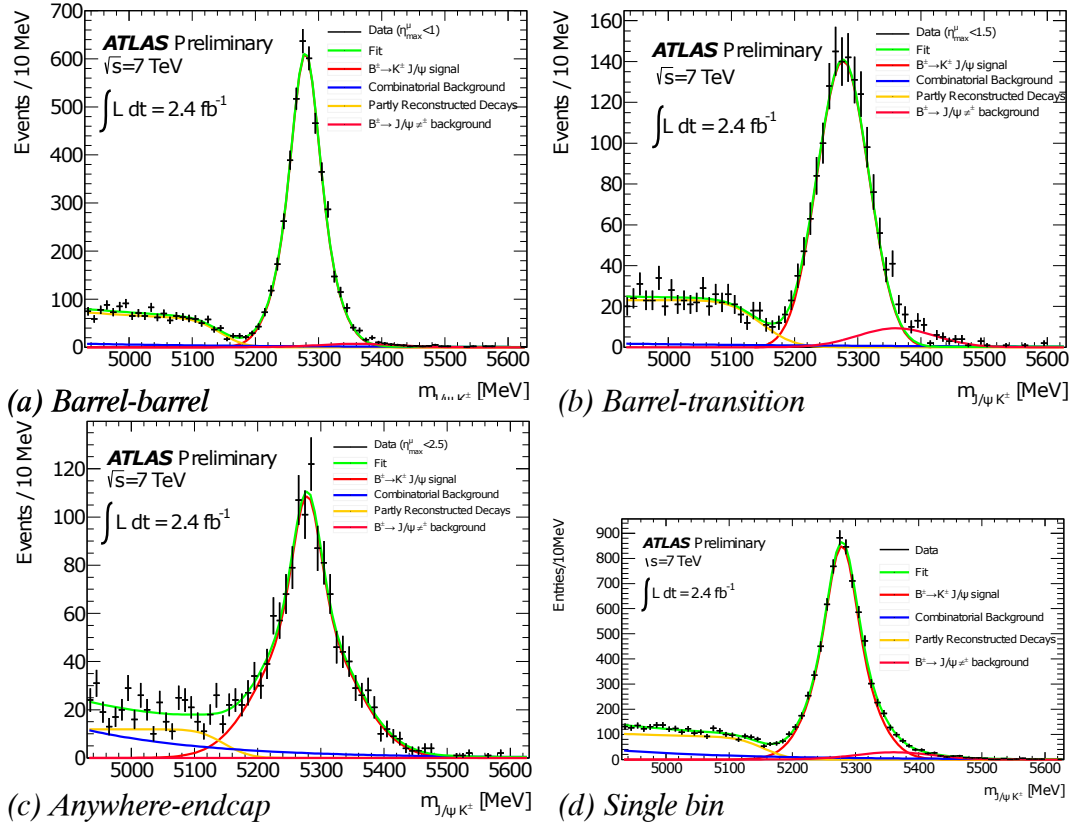 ATLAS Preliminary
√s=7 TeV
∫L dt = 2.4 fb⁻¹
Data (η^μ_max<1)
Fit
B±→K± J/ψ signal
Combinatorial Background
Partly Reconstructed Decays
B±→ J/ψ ≠± background
Events / 10 MeV
700
600
500
400
300
200
100
0
5000 5100 5200 5300 5400 5500 5600
m_J/ψ K± [MeV]
(a) Barrel-barrel
ATLAS Preliminary
√s=7 TeV
∫L dt = 2.4 fb⁻¹
Data (η^μ_max<1.5)
Fit
B±→K± J/ψ signal
Combinatorial Background
Partly Reconstructed Decays
B±→ J/ψ ≠± background
Events / 10 MeV
160
140
120
100
80
60
40
20
0
5000 5100 5200 5300 5400 5500 5600
m_J/ψ K± [MeV]
(b) Barrel-transition
ATLAS Preliminary
√s=7 TeV
∫L dt = 2.4 fb⁻¹
Data (η^μ_max<2.5)
Fit
B±→K± J/ψ signal
Combinatorial Background
Partly Reconstructed Decays
B±→ J/ψ ≠± background
Events / 10 MeV
120
100
80
60
40
20
0
5000 5100 5200 5300 5400 5500 5600
m_J/ψ K± [MeV]
(c) Anywhere-endcap
ATLAS Preliminary
√s=7 TeV
∫L dt = 2.4 fb⁻¹
Data
Fit
B±→K± J/ψ signal
Combinatorial Background
Partly Reconstructed Decays
B±→ J/ψ ≠± background
Entries/10MeV
900
800
700
600
500
400
300
200
100
0
5000 5100 5200 5300 5400 5500 5600
m_J/ψ K± [MeV]
(d) Single bin